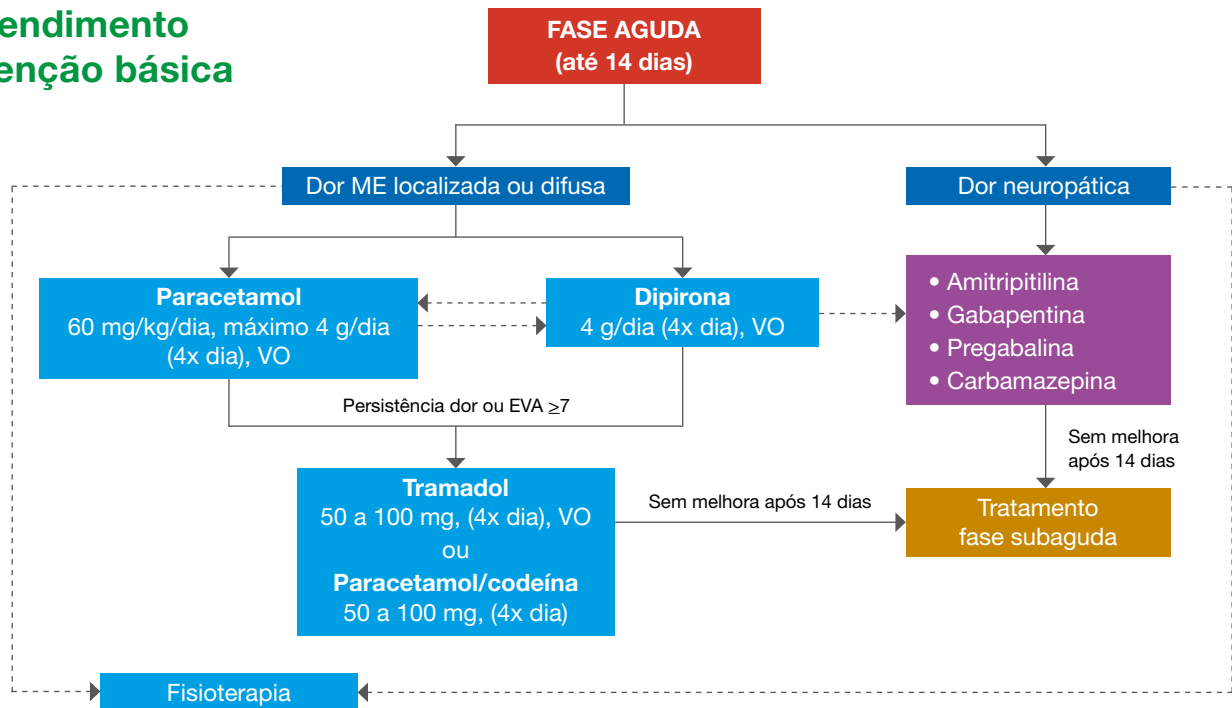 endimento
enção básica
FASE AGUDA
(até 14 dias)
Dor ME localizada ou difusa
Dor neuropática
Paracetamol
60 mg/kg/dia, máximo 4 g/dia
(4x dia), VO
Dipirona
4 g/dia (4x dia), VO
• Amitripitilina
• Gabapentina
• Pregabalina
• Carbamazepina
Persistência dor ou EVA ≥7
Sem melhora
após 14 dias
Tramadol
50 a 100 mg, (4x dia), VO
ou
Paracetamol/codeína
50 a 100 mg, (4x dia)
Sem melhora após 14 dias
Tratamento
fase subaguda
Fisioterapia